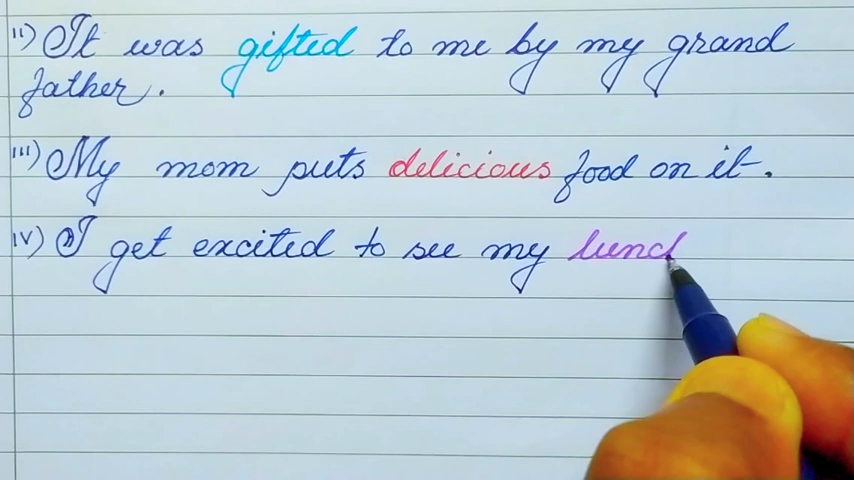 ii) It was gifted to me by my grand
father.
iii) My mom puts delicious food on it.
iv) I get excited to see my